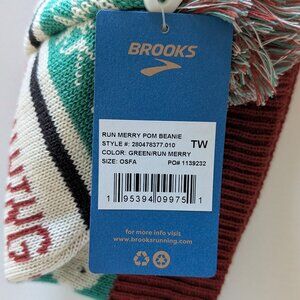 BROOKS
RUN MERRY POM BEANIE
STYLE #: 280478377.010
TW
COLOR: GREEN/RUN MERRY
SIZE: OSFA
PO# 1139232
1 95394 09975 1
for more info visit
www.brooksrunning.com